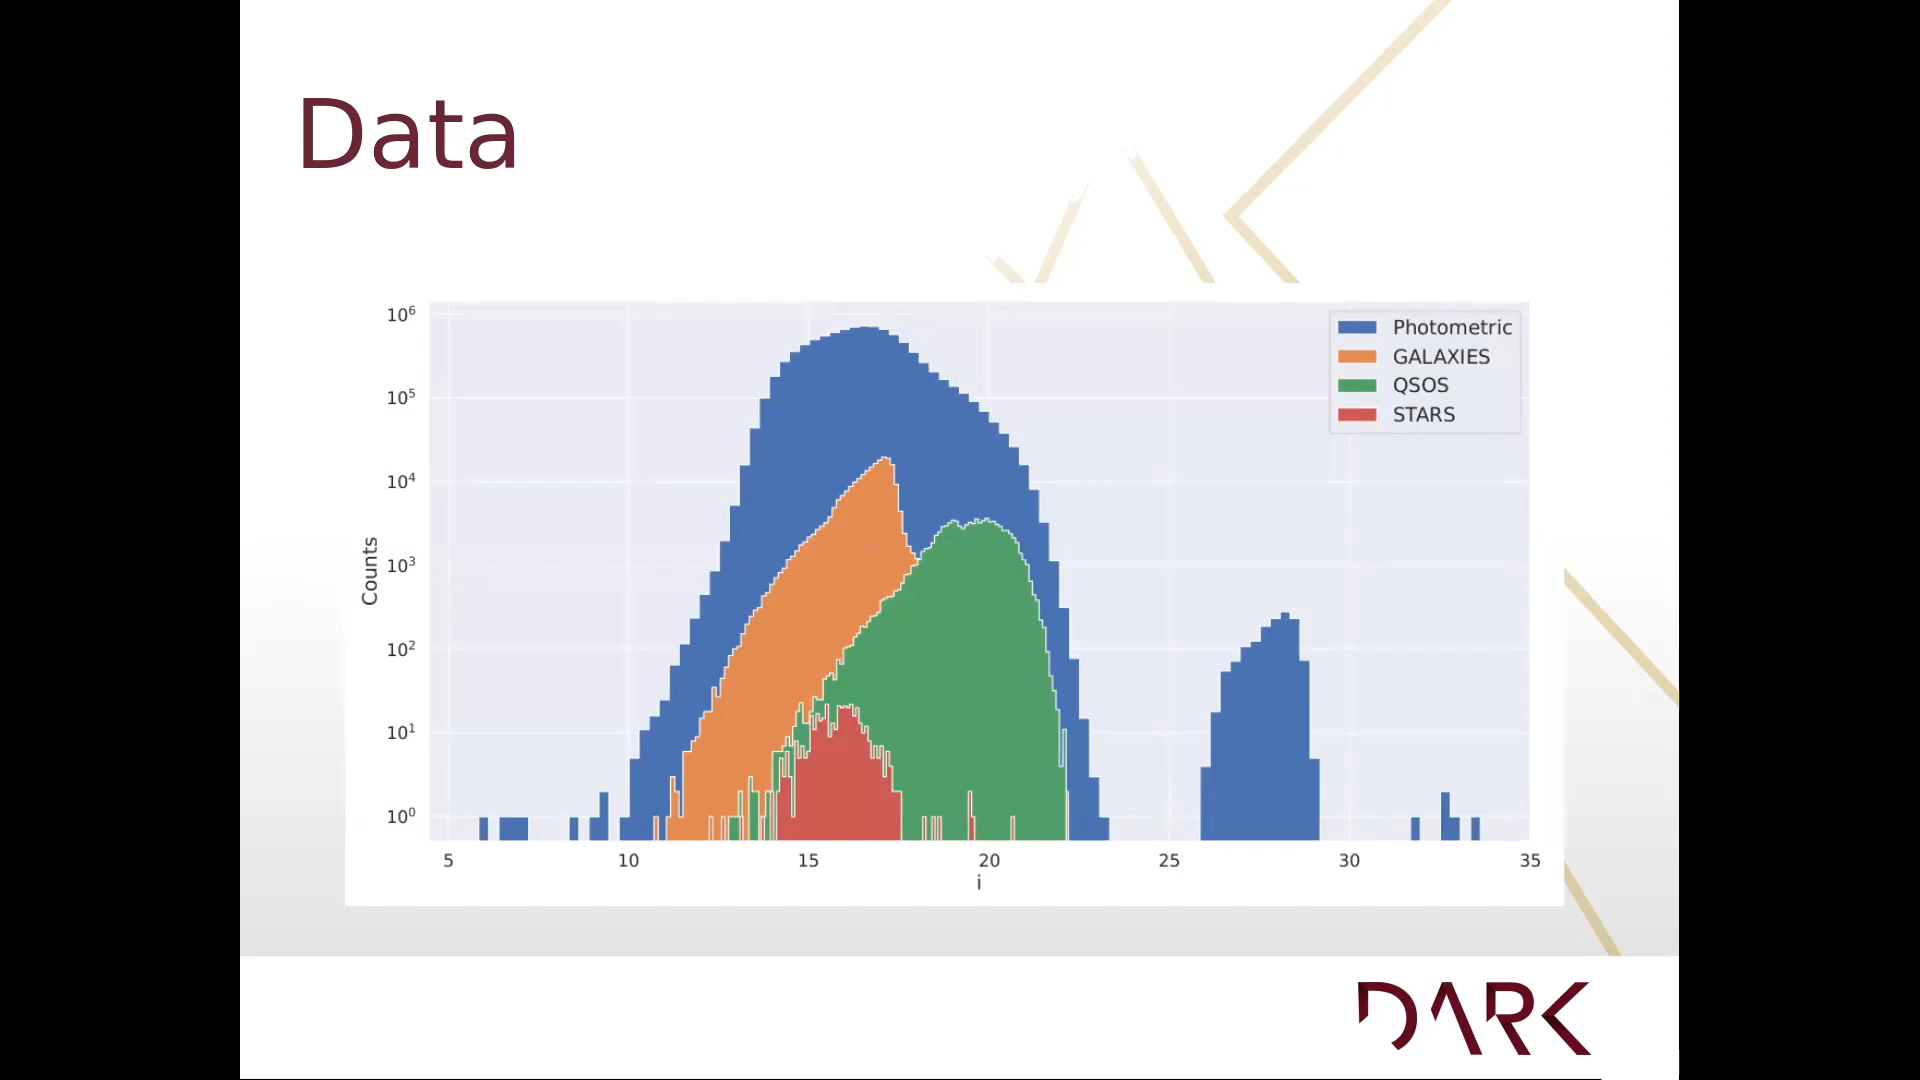 Data
10⁶
10⁵
10⁴
10³
10²
10¹
10⁰
Counts
5 10 15 20 25 30 35
i
Photometric
GALAXIES
QSOS
STARS
DARK